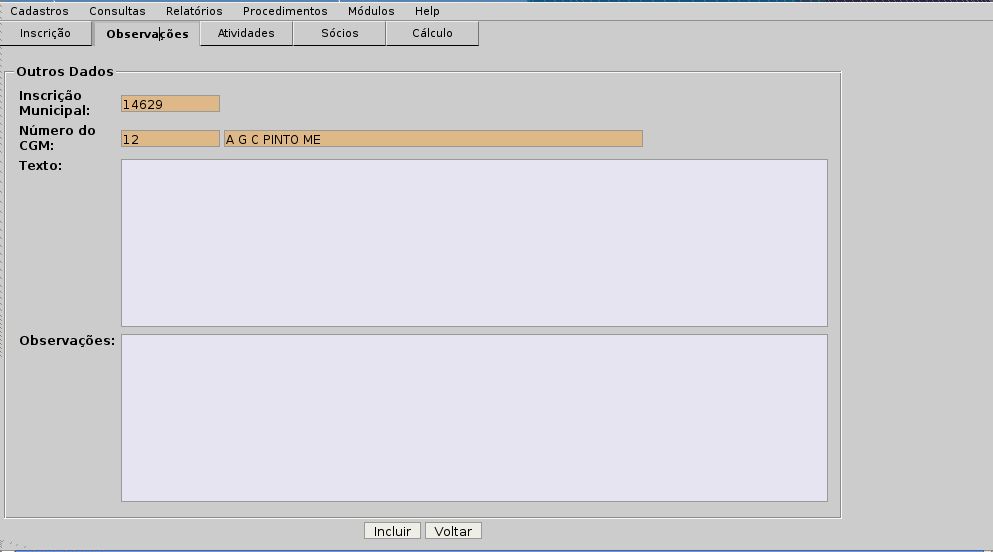 Cadastros Consultas Relatórios Procedimentos Módulos Help
Inscrição Observações Atividades Sócios Cálculo
Outros Dados
Inscrição
Municipal: 14629
Número do
CGM: 12 A G C PINTO ME
Texto:
Observações:
Incluir Voltar